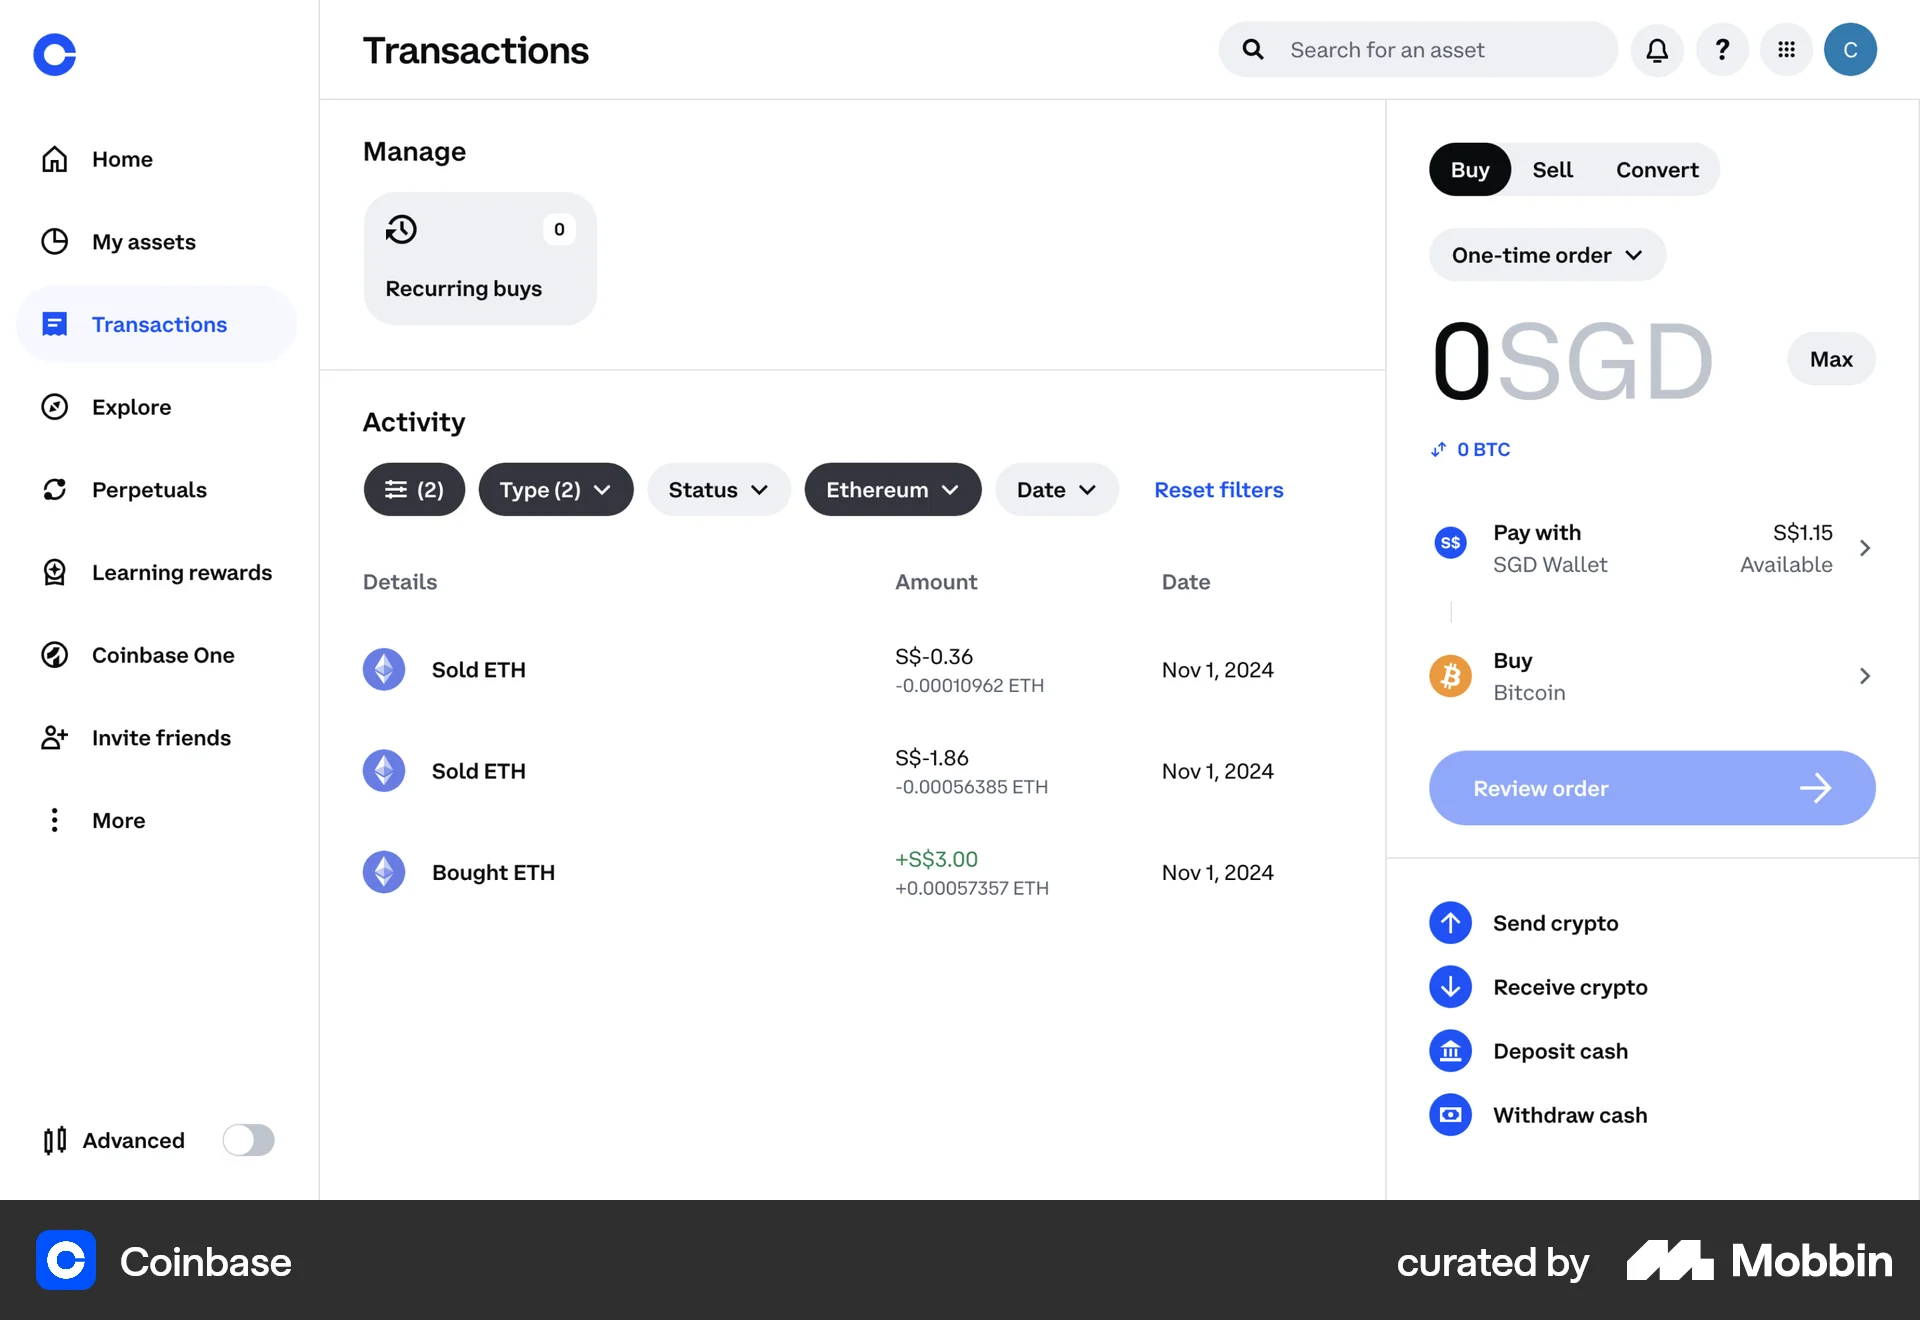 Transactions
Search for an asset
?
C
Home
My assets
Transactions
Explore
Perpetuals
Learning rewards
Coinbase One
Invite friends
More
Advanced
Manage
0
Recurring buys
Activity
(2)
Type (2)
Status
Ethereum
Date
Reset filters
Details
Amount
Date
Sold ETH
S$-0.36
-0.00010962 ETH
Nov 1, 2024
Sold ETH
S$-1.86
-0.00056385 ETH
Nov 1, 2024
Bought ETH
+S$3.00
+0.00057357 ETH
Nov 1, 2024
Buy
Sell
Convert
One-time order
0SGD
Max
0 BTC
S$
Pay with
SGD Wallet
S$1.15
Available
Buy
Bitcoin
Review order
Send crypto
Receive crypto
Deposit cash
Withdraw cash
Coinbase
curated by
Mobbin